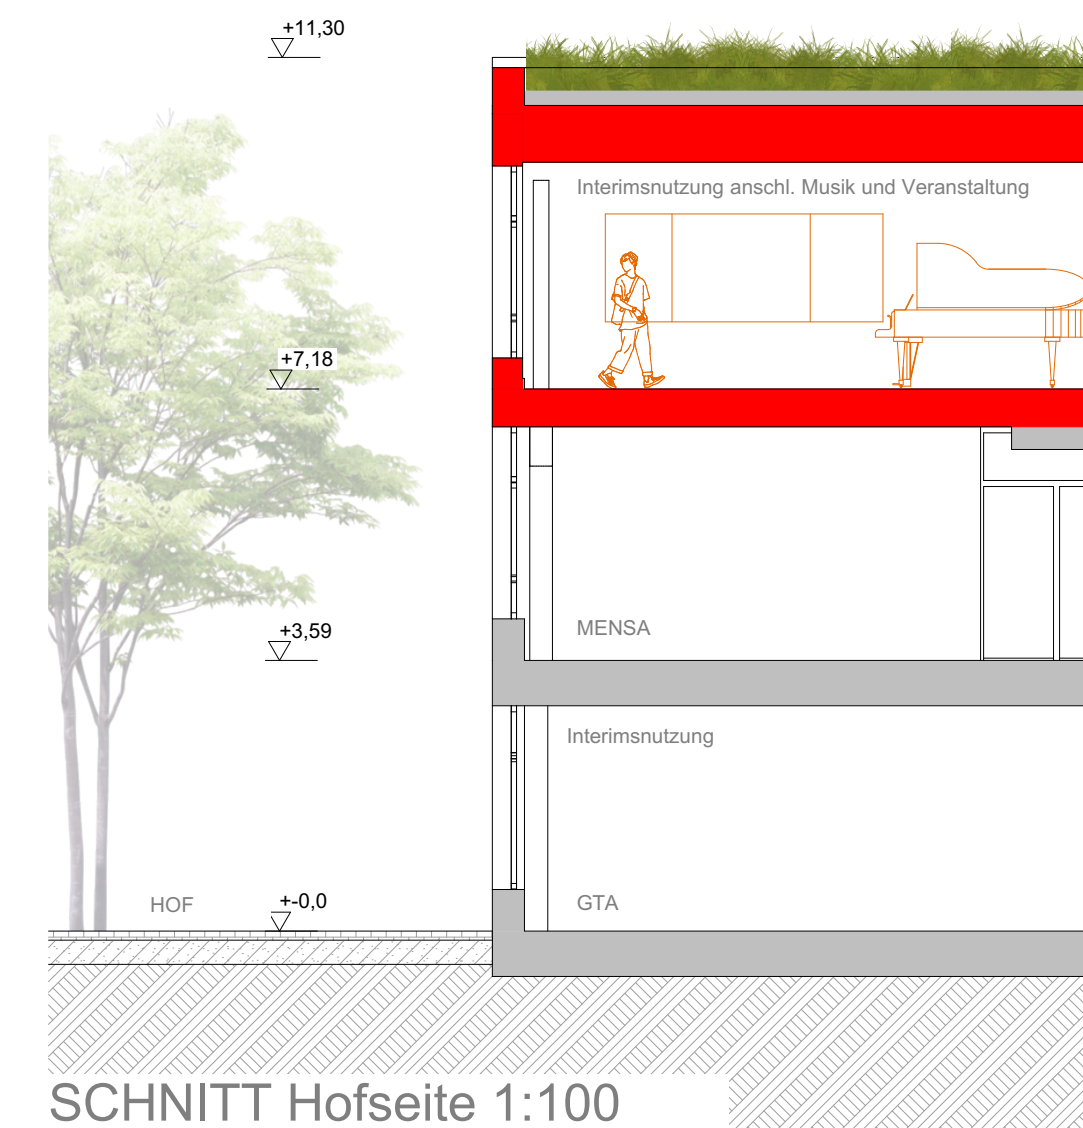 +11,30
Interimsnutzung anschl. Musik und Veranstaltung
+7,18
+3,59
MENSA
Interimsnutzung
HOF
+-0,0
GTA
SCHNITT Hofseite 1:100